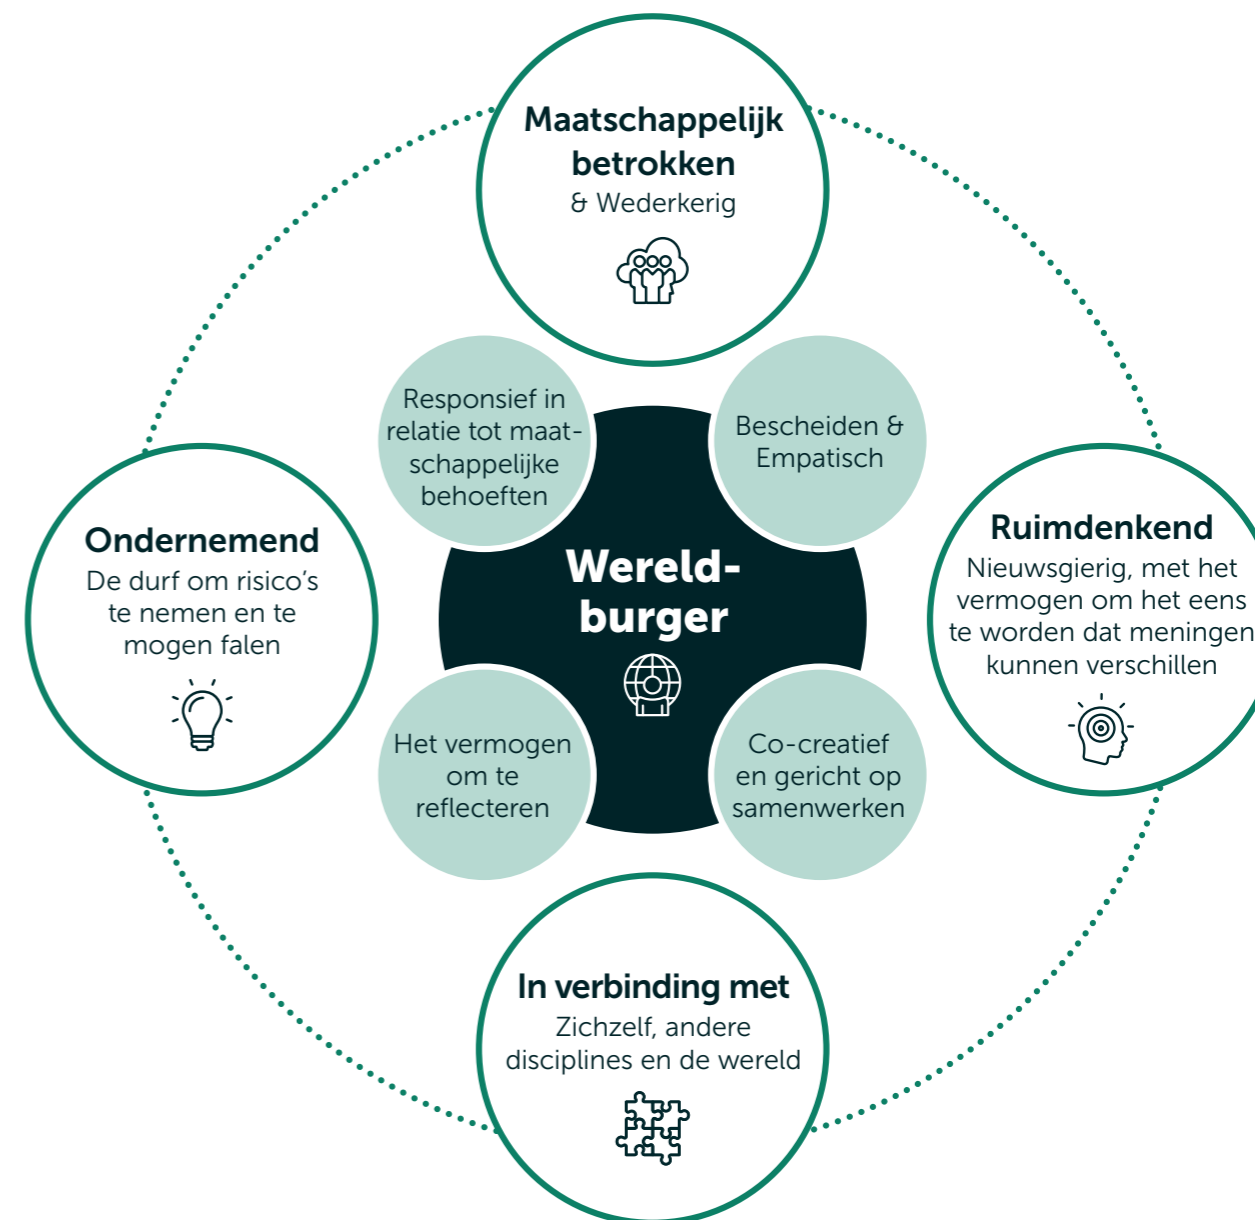 Maatschappelijk
betrokken
& Wederkerig
Responsief in
relatie tot maat-
schappelijke
behoeften
Bescheiden &
Empatisch
Ondernemend
De durf om risico's
te nemen en te
mogen falen
Wereld-
burger
Ruimdenkend
Nieuwsgierig, met het
vermogen om het eens
te worden dat meningen
kunnen verschillen
Het vermogen
om te
reflecteren
Co-creatief
en gericht op
samenwerken
In verbinding met
Zichzelf, andere
disciplines en de wereld